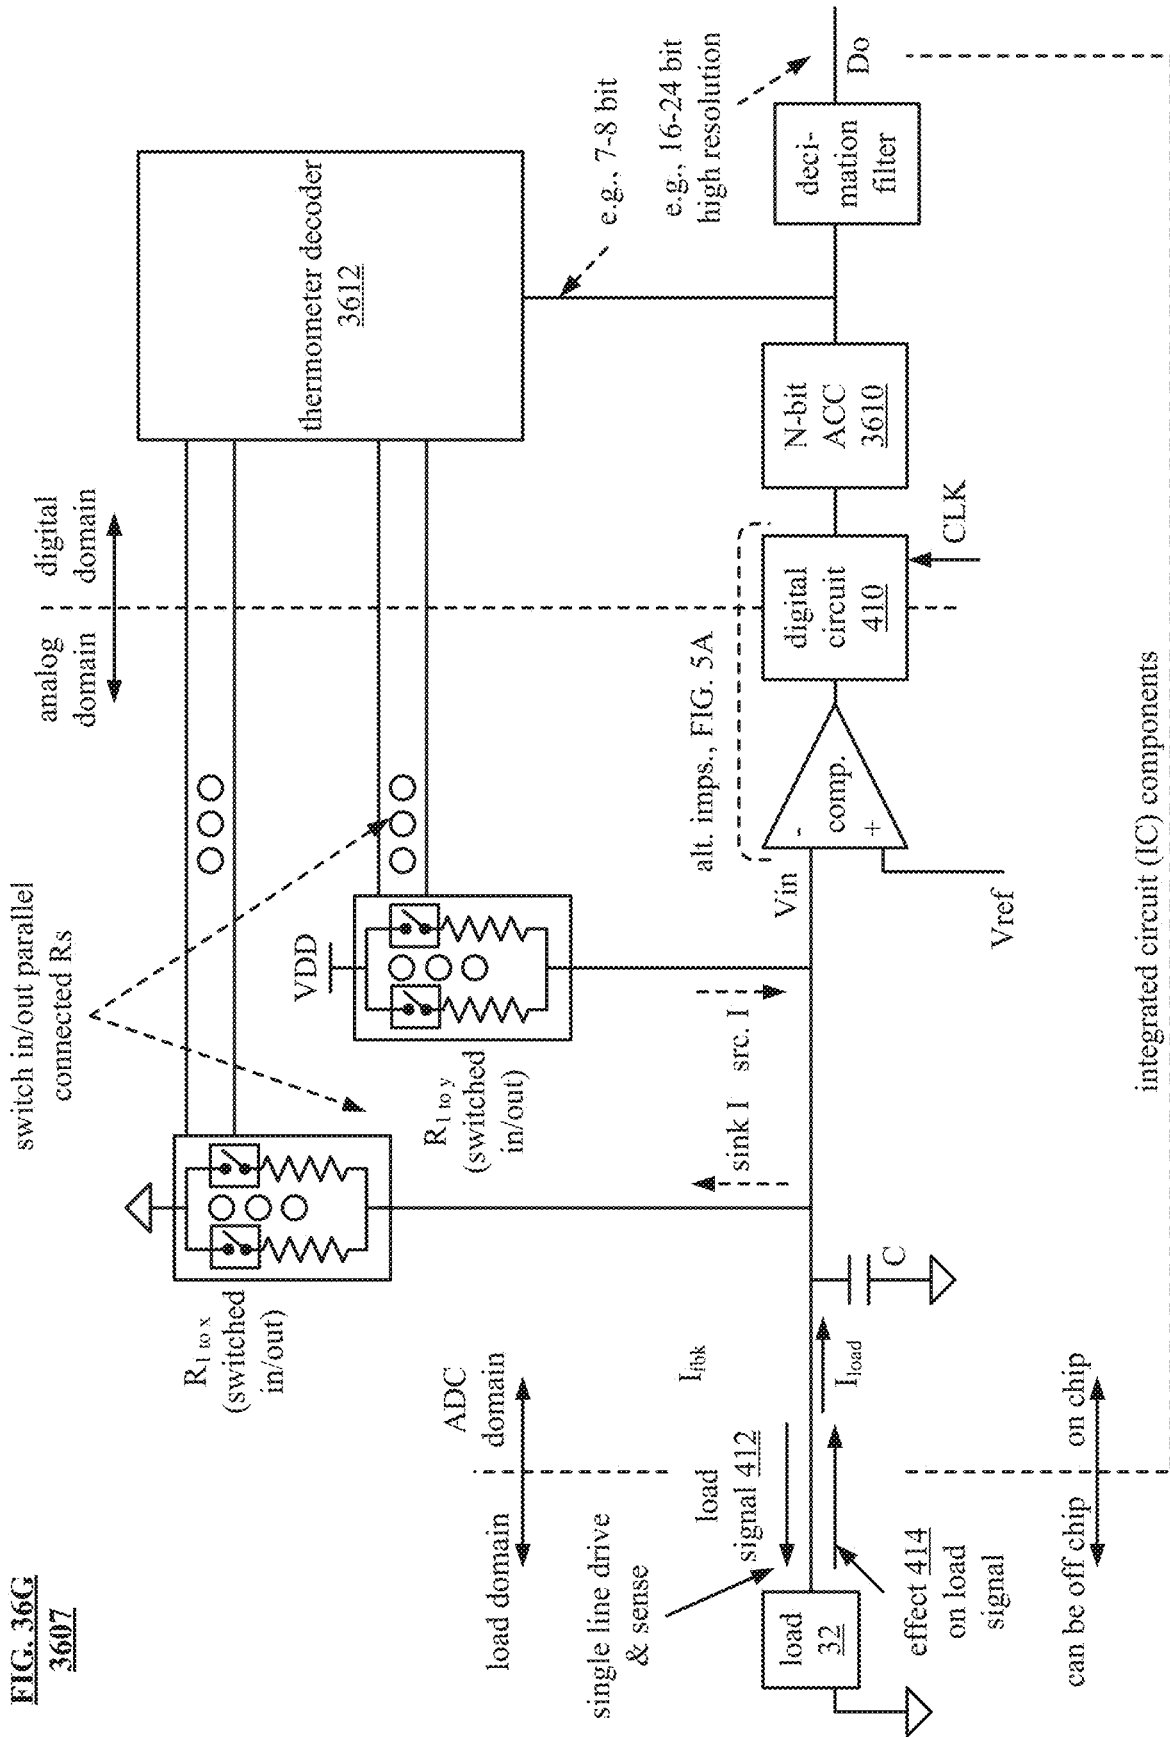 FIG. 36G
3607
switch in/out parallel
connected Rs
analog
domain
digital
domain
thermometer decoder
3612
R1 to x
(switched
in/out)
VDD
R1 to y
(switched
in/out)
e.g., 7-8 bit
e.g., 16-24 bit
high resolution
load domain
ADC
domain
single line drive
& sense
load
signal 412
Ifbk
sink I
src. I
alt. imps., FIG. 5A
load
32
effect 414
on load
signal
Iload
C
Vin
Vref
-
comp.
+
digital
circuit
410
CLK
N-bit
ACC
3610
deci-
mation
filter
Do
can be off chip
on chip
integrated circuit (IC) components